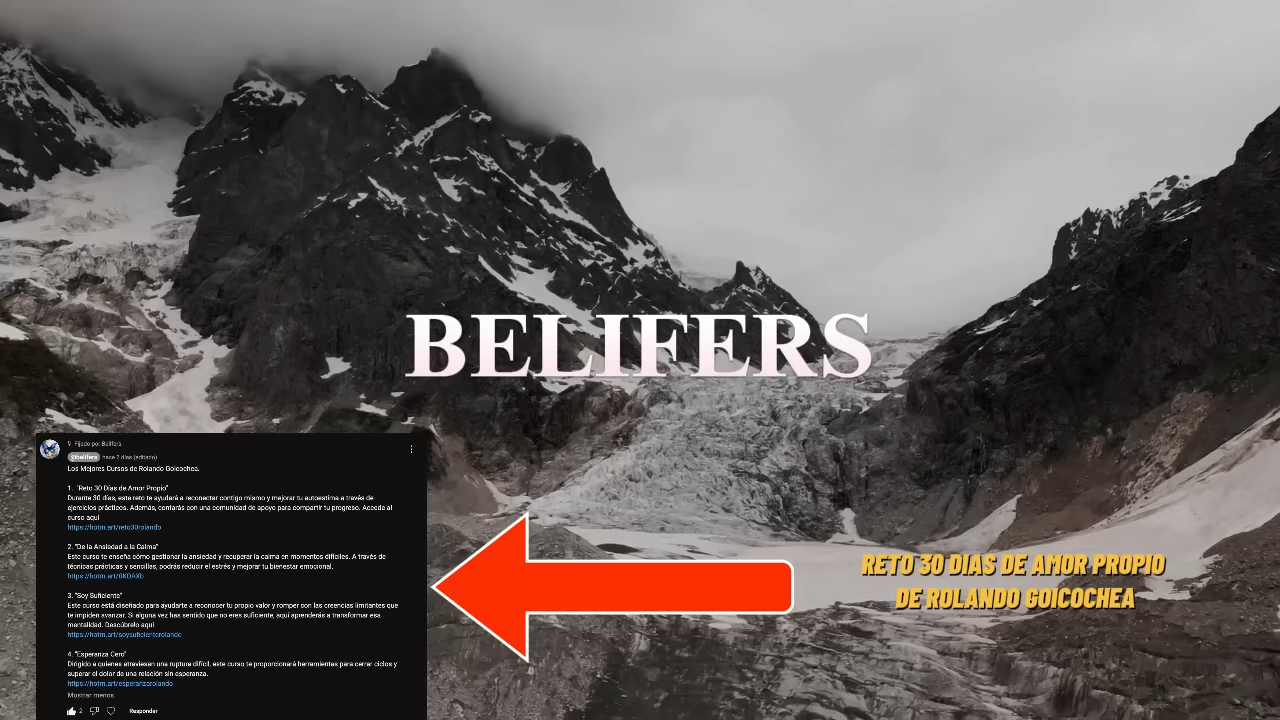 BELIFERS
Fijado por Belifers
@belifers hace 2 días (editado)
Los Mejores Cursos de Rolando Goicochea.
1. "Reto 30 Días de Amor Propio"
Durante 30 días, este reto te ayudará a reconectar contigo mismo y mejorar tu autoestima a través de
ejercicios prácticos. Además, contarás con una comunidad de apoyo para compartir tu progreso. Accede al
curso aquí
https://hotm.art/reto30rolando
2. "De la Ansiedad a la Calma"
Este curso te enseña cómo gestionar la ansiedad y recuperar la calma en momentos difíciles. A través de
técnicas prácticas y sencillas, podrás reducir el estrés y mejorar tu bienestar emocional.
https://hotm.art/0KOAXb
3. "Soy Suficiente"
Este curso está diseñado para ayudarte a reconocer tu propio valor y romper con las creencias limitantes que
te impiden avanzar. Si alguna vez has sentido que no eres suficiente, aquí aprenderás a transformar esa
mentalidad. Descúbrelo aquí
https://hotm.art/soysuficienterolando
4. "Esperanza Cero"
Dirigido a quienes atraviesan una ruptura difícil, este curso te proporcionará herramientas para cerrar ciclos y
superar el dolor de una relación sin esperanza.
https://hotm.art/esperanzarolando
Mostrar menos
2 Responder
RETO 30 DIAS DE AMOR PROPIO
DE ROLANDO GOICOCHEA